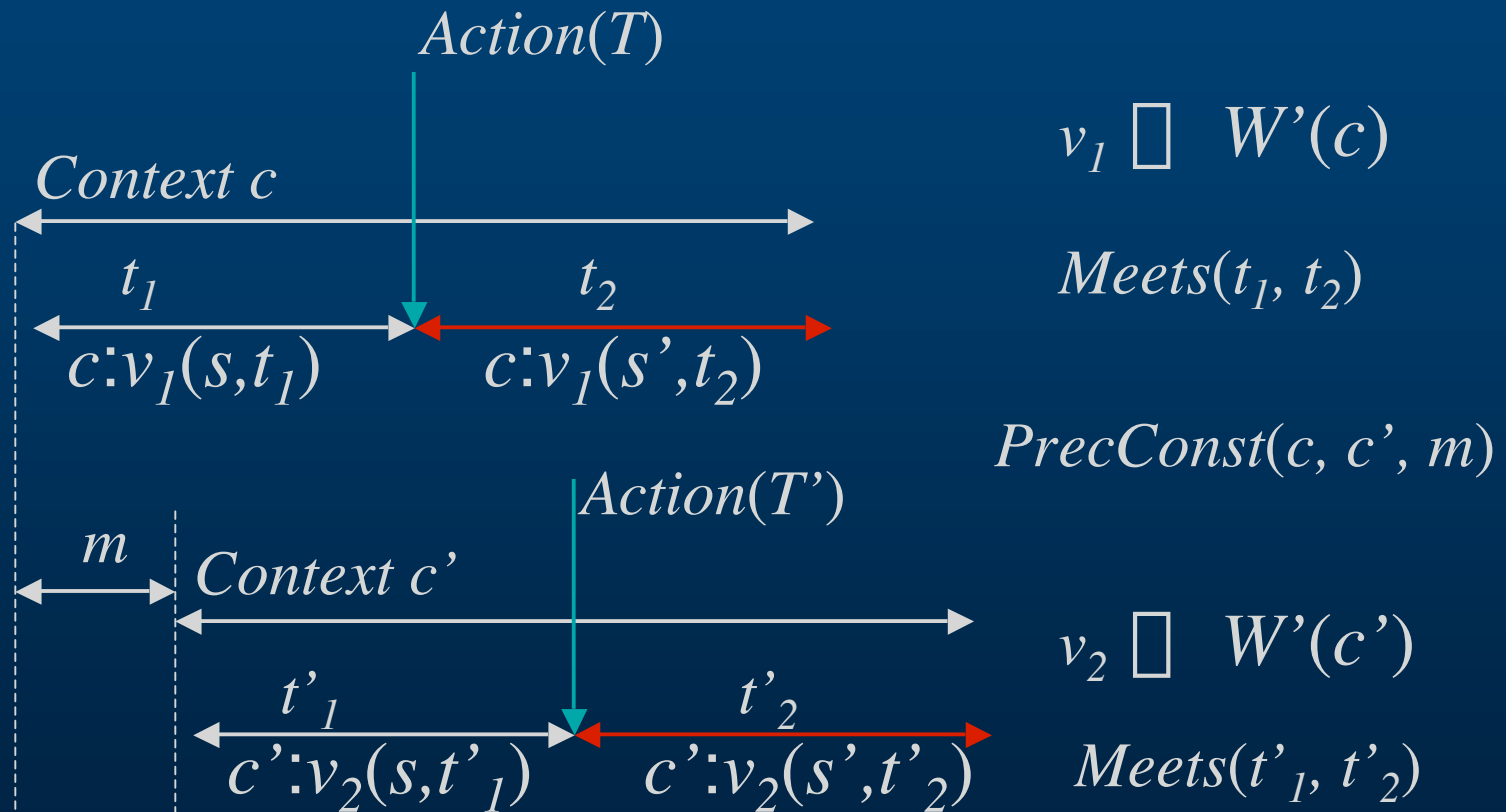 Action(T)
v₁ □ W’(c)
Context c
t₁ t₂
Meets(t₁, t₂)
c:v₁(s,t₁) c:v₁(s’,t₂)
PrecConst(c, c’, m)
Action(T’)
m
Context c’
v₂ □ W’(c’)
t’₁ t’₂
c’:v₂(s,t’₁) c’:v₂(s’,t’₂)
Meets(t’₁, t’₂)